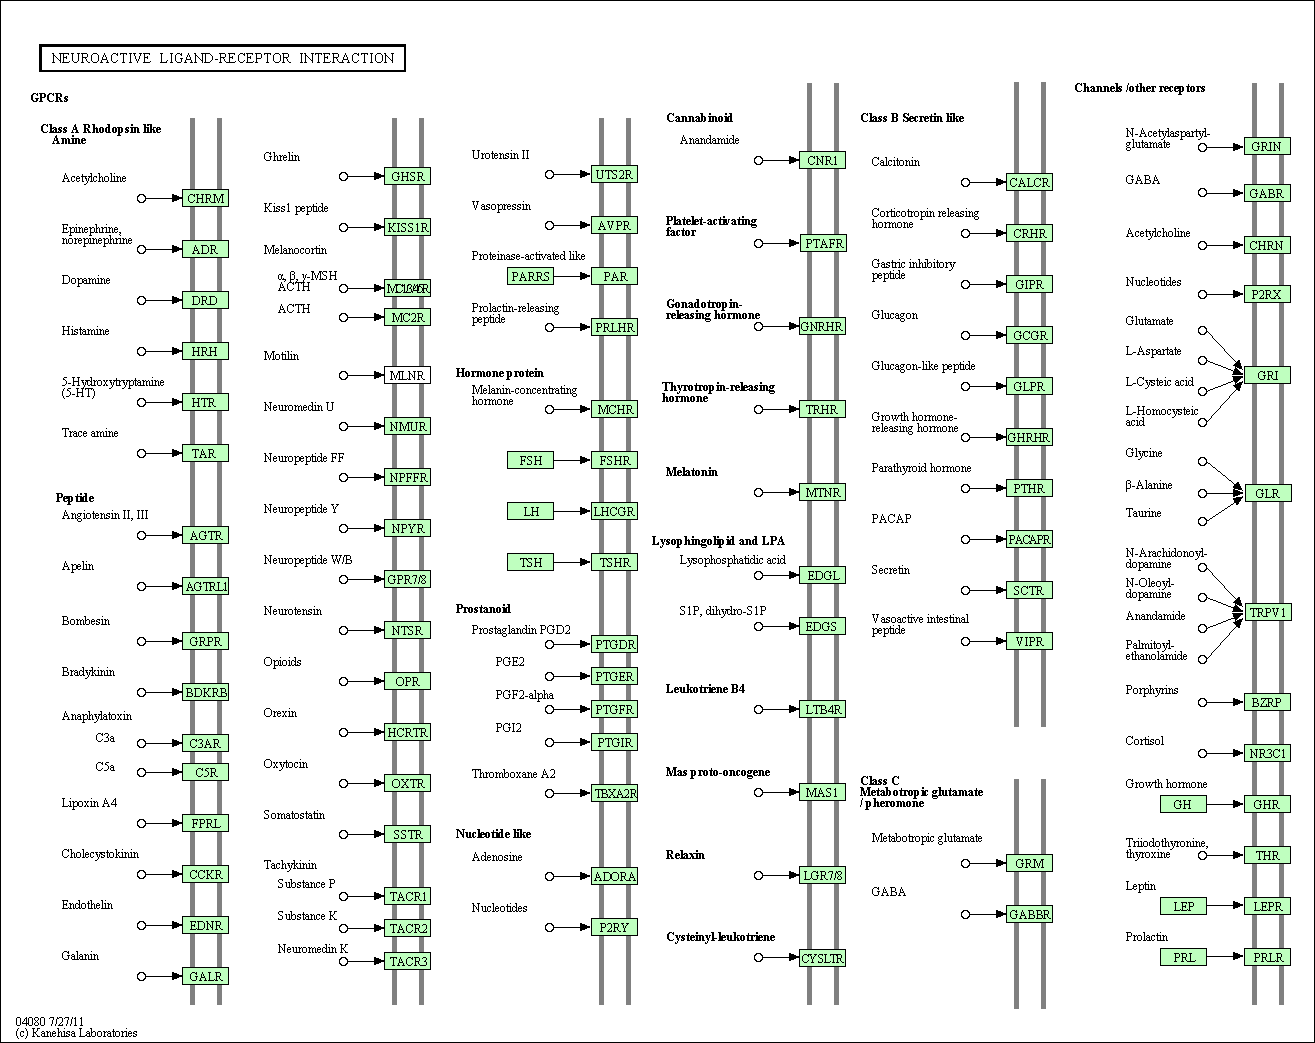 NEUROACTIVE LIGAND-RECEPTOR INTERACTION
GPCRs
Class A Rhodopsin like
Amine
Acetylcholine
CHRM
Epinephrine,
norepinephrine
ADR
Dopamine
DRD
Histamine
HRH
5-Hydroxytryptamine
(5-HT)
HTR
Trace amine
TAR
Peptide
Angiotensin II, III
AGTR
Apelin
AGTRL1
Bombesin
GRPR
Bradykinin
BDKRB
Anaphylatoxin
C3a
C3AR
C5a
C5R
Lipoxin A4
FPRL
Cholecystokinin
CCKR
Endothelin
EDNR
Galanin
GALR
Ghrelin
GHSR
Kiss1 peptide
KISS1R
Melanocortin
α, β, γ-MSH
ACTH
ACTH
MC2R
Motilin
MLNR
Neuromedin U
NMUR
Neuropeptide FF
NPFFR
Neuropeptide Y
NPYR
Neuropeptide W/B
GPR7/8
Neurotensin
NTSR
Opioids
OPR
Orexin
HCRTR
Oxytocin
OXTR
Somatostatin
SSTR
Tachykinin
Substance P
TACR1
Substance K
TACR2
Neuromedin K
TACR3
Urotensin II
UTS2R
Vasopressin
AVPR
Proteinase-activated like
PARRS
PAR
Prolactin-releasing
peptide
PRLHR
Hormone protein
Melanin-concentrating
hormone
MCHR
FSH
FSHR
LH
LHCGR
TSH
TSHR
Prostanoid
Prostaglandin PGD2
PTGDR
PGE2
PTGER
PGF2-alpha
PTGFR
PGI2
PTGIR
Thromboxane A2
TBXA2R
Nucleotide like
Adenosine
ADORA
Nucleotides
P2RY
Cannabinoid
Anandamide
CNR1
Platelet-activating
factor
PTAFR
Gonadotropin-
releasing hormone
GNRHR
Thyrotropin-releasing
hormone
TRHR
Melatonin
MTNR
Lysophingolipid and LPA
Lysophosphatidic acid
EDGL
S1P, dihydro-S1P
EDGS
Leukotriene B4
LTB4R
Mas proto-oncogene
MAS1
Relaxin
LGR7/8
Cysteinyl-leukotriene
CYSLTR
Class B Secretin like
Calcitonin
CALCR
Corticotropin releasing
hormone
CRHR
Gastric inhibitory
peptide
GIPR
Glucagon
GCGR
Glucagon-like peptide
GLPR
Growth hormone-
releasing hormone
GHRHR
Parathyroid hormone
PTHR
PACAP
PACAPR
Secretin
SCTR
Vasoactive intestinal
peptide
VIPR
Class C
Metabotropic glutamate
/ pheromone
Metabotropic glutamate
GRM
GABA
GABBR
Channels /other receptors
N-Acetylaspartyl-
glutamate
GRIN
GABA
GABR
Acetylcholine
CHRN
Nucleotides
P2RX
Glutamate
L-Aspartate
GRI
L-Cysteic acid
L-Homocysteic
acid
Glycine
β-Alanine
GLR
Taurine
N-Arachidonoyl-
dopamine
N-Oleoyl-
dopamine
TRPV1
Anandamide
Palmitoyl-
ethanolamide
Porphyrins
BZRP
Cortisol
NR3C1
Growth hormone
GH
GHR
Triiodothyronine,
thyroxine
THR
Leptin
LEP
LEPR
Prolactin
PRL
PRLR
04080 7/27/11
(c) Kanehisa Laboratories